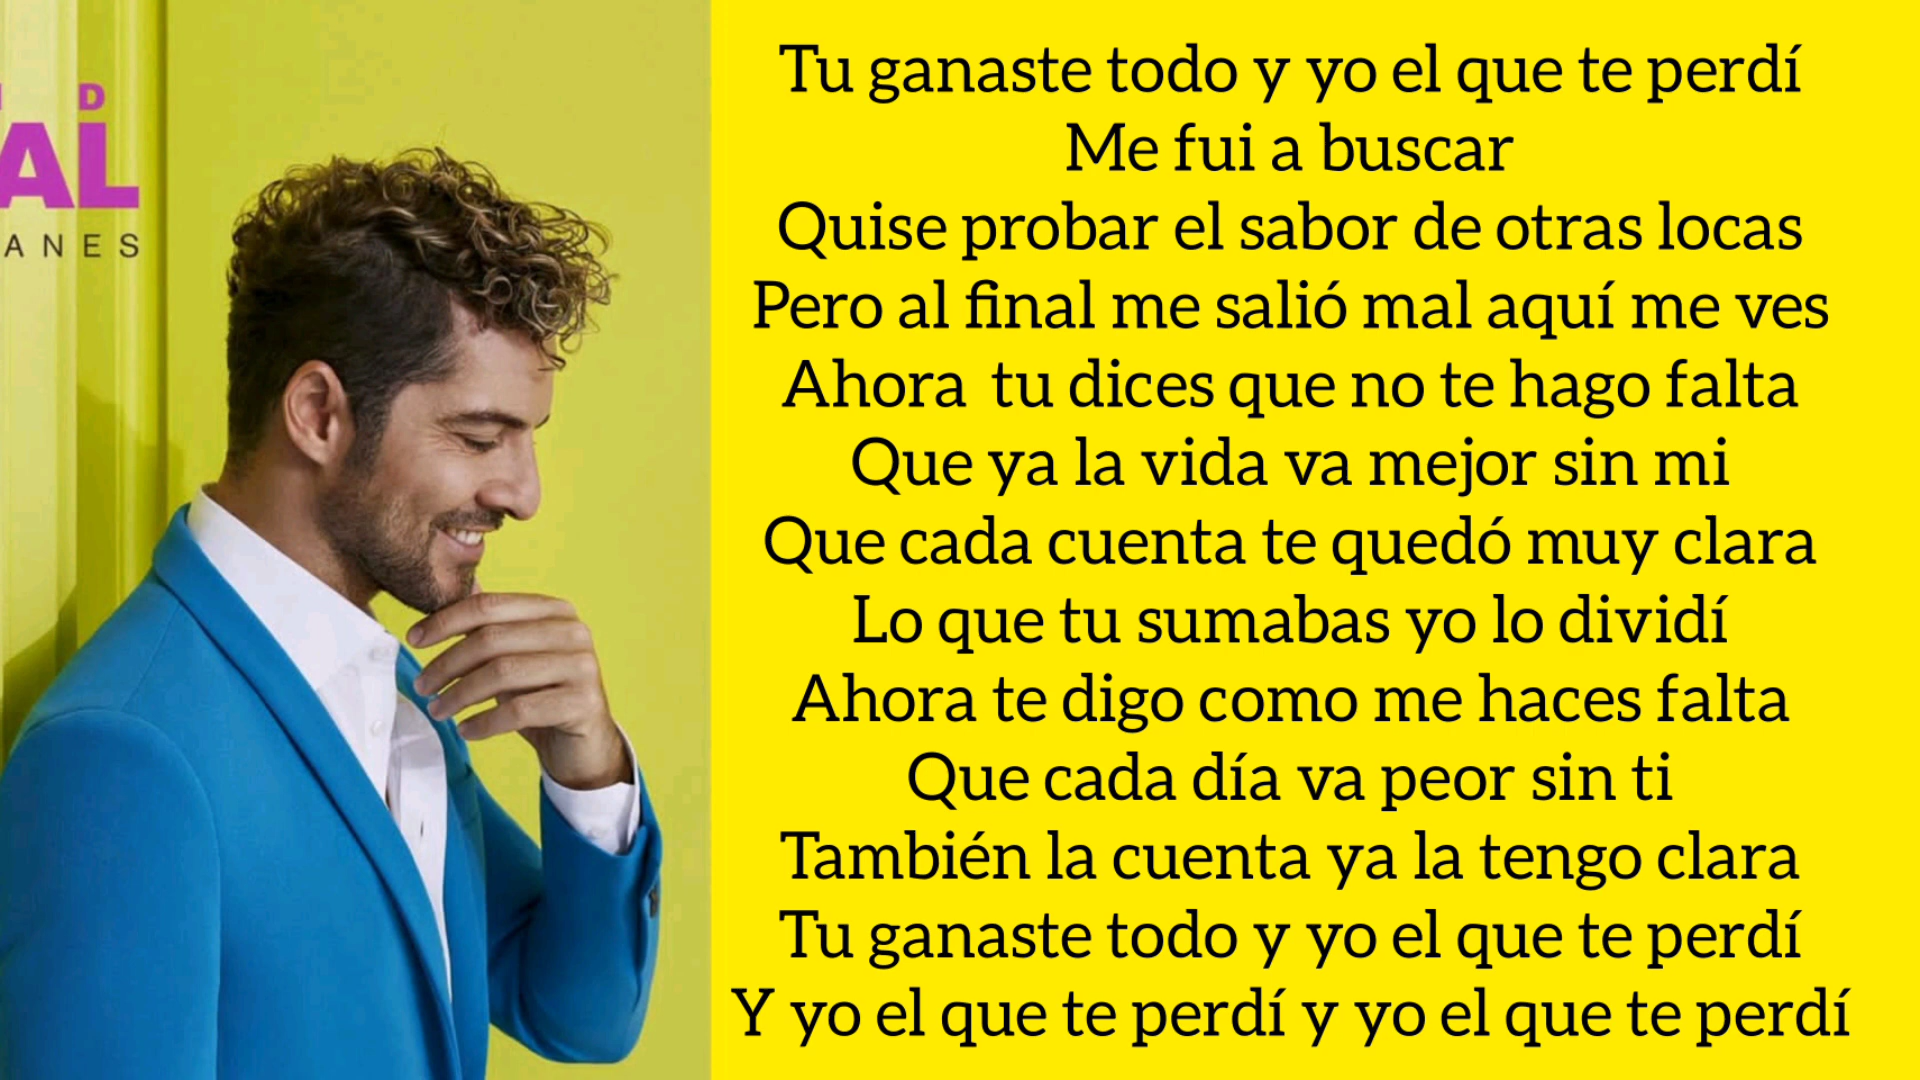 D
AL
ANES
Tu ganaste todo y yo el que te perdí
Me fui a buscar
Quise probar el sabor de otras locas
Pero al final me salió mal aquí me ves
Ahora tu dices que no te hago falta
Que ya la vida va mejor sin mi
Que cada cuenta te quedó muy clara
Lo que tu sumabas yo lo dividí
Ahora te digo como me haces falta
Que cada día va peor sin ti
También la cuenta ya la tengo clara
Tu ganaste todo y yo el que te perdí
Y yo el que te perdí y yo el que te perdí